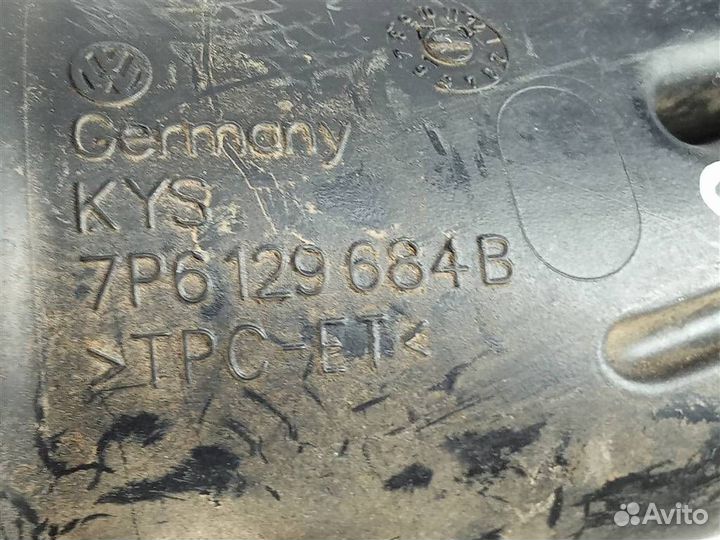 Germany
KYS
7P6 129 684 B
>TPC-ET<
Avito